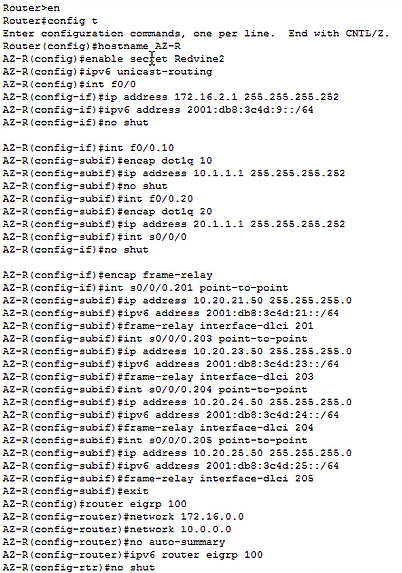 Router>en
Router#config t
Enter configuration commands, one per line.  End with CNTL/Z.
Router(config)#hostname AZ-R
AZ-R(config)#enable secret Redvine2
AZ-R(config)#ipv6 unicast-routing
AZ-R(config)#int f0/0
AZ-R(config-if)#ip address 172.16.2.1 255.255.255.252
AZ-R(config-if)#ipv6 address 2001:db8:3c4d:9::/64
AZ-R(config-if)#no shut
AZ-R(config-if)#int f0/0.10
AZ-R(config-subif)#encap dot1q 10
AZ-R(config-subif)#ip address 10.1.1.1 255.255.255.252
AZ-R(config-subif)#no shut
AZ-R(config-subif)#int f0/0.20
AZ-R(config-subif)#encap dot1q 20
AZ-R(config-subif)#ip address 20.1.1.1 255.255.255.252
AZ-R(config-subif)#int s0/0/0
AZ-R(config-if)#no shut
AZ-R(config-if)#encap frame-relay
AZ-R(config-if)#int s0/0/0.201 point-to-point
AZ-R(config-subif)#ip address 10.20.21.50 255.255.255.0
AZ-R(config-subif)#ipv6 address 2001:db8:3c4d:21::/64
AZ-R(config-subif)#frame-relay interface-dlci 201
AZ-R(config-subif)#int s0/0/0.203 point-to-point
AZ-R(config-subif)#ip address 10.20.23.50 255.255.255.0
AZ-R(config-subif)#ipv6 address 2001:db8:3c4d:23::/64
AZ-R(config-subif)#frame-relay interface-dlci 203
AZ-R(config-subif)#int s0/0/0.204 point-to-point
AZ-R(config-subif)#ip address 10.20.24.50 255.255.255.0
AZ-R(config-subif)#ipv6 address 2001:db8:3c4d:24::/64
AZ-R(config-subif)#frame-relay interface-dlci 204
AZ-R(config-subif)#int s0/0/0.205 point-to-point
AZ-R(config-subif)#ip address 10.20.25.50 255.255.255.0
AZ-R(config-subif)#ipv6 address 2001:db8:3c4d:25::/64
AZ-R(config-subif)#frame-relay interface-dlci 205
AZ-R(config-subif)#exit
AZ-R(config)#router eigrp 100
AZ-R(config-router)#network 172.16.0.0
AZ-R(config-router)#network 10.0.0.0
AZ-R(config-router)#no auto-summary
AZ-R(config-router)#ipv6 router eigrp 100
AZ-R(config-rtr)#no shut